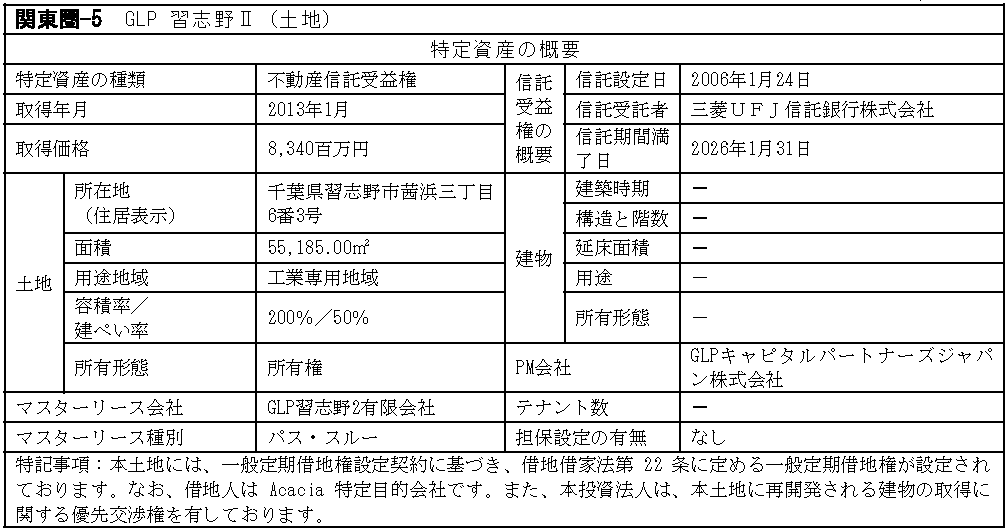 関東圏-5 GLP 習志野Ⅱ（土地）
特定資産の概要
特定資産の種類 不動産信託受益権 信託受益権の概要 信託設定日 2006年1月24日
取得年月 2013年1月 信託受託者 三菱ＵＦＪ信託銀行株式会社
取得価格 8,340百万円 信託期間満了日 2026年1月31日
土地 所在地（住居表示） 千葉県習志野市茜浜三丁目6番3号 建物 建築時期 －
構造と階数 －
面積 55,185.00㎡ 延床面積 －
用途地域 工業専用地域 用途 －
容積率／建ぺい率 200％／50％ 所有形態 －
所有形態 所有権 PM会社 GLPキャピタルパートナーズジャパン株式会社
マスターリース会社 GLP習志野2有限会社 テナント数 －
マスターリース種別 パス・スルー 担保設定の有無 なし
特記事項：本土地には、一般定期借地権設定契約に基づき、借地借家法第 22 条に定める一般定期借地権が設定され
ております。なお、借地人は Acacia 特定目的会社です。また、本投資法人は、本土地に再開発される建物の取得に
関する優先交渉権を有しております。